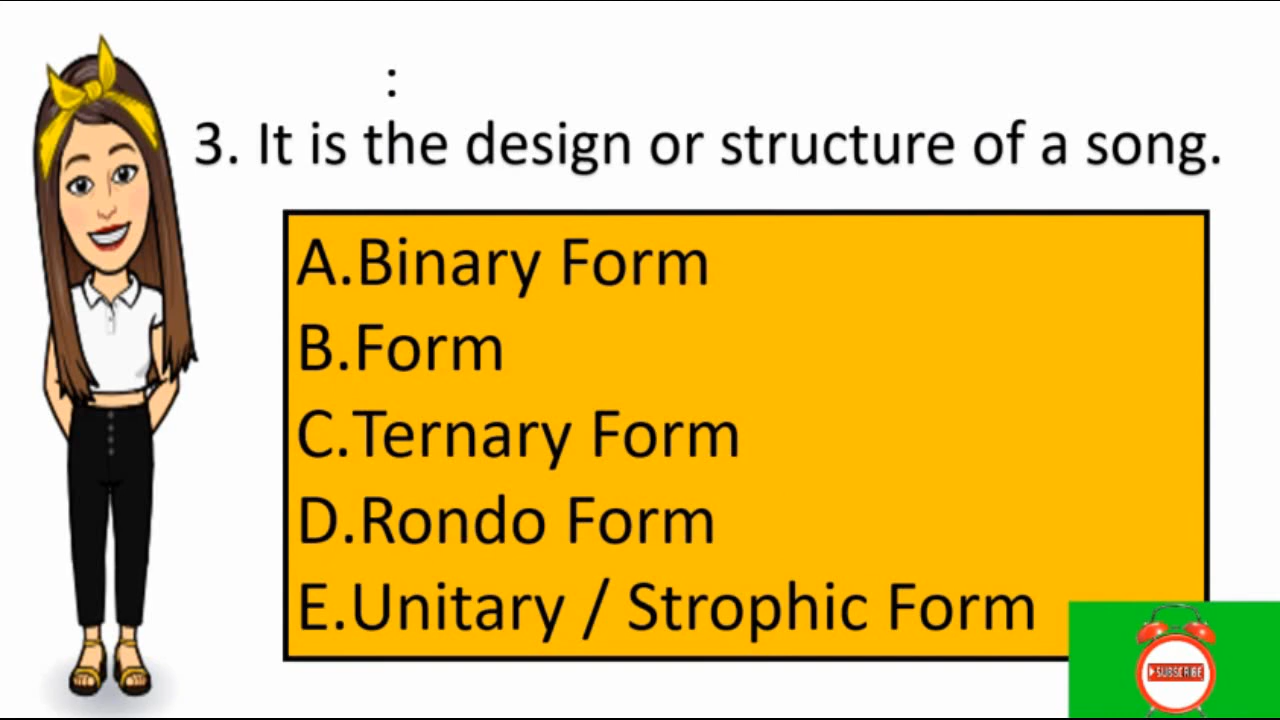 :
3. It is the design or structure of a song.
A.Binary Form
B.Form
C.Ternary Form
D.Rondo Form
E.Unitary / Strophic Form
SUBSCRIBE